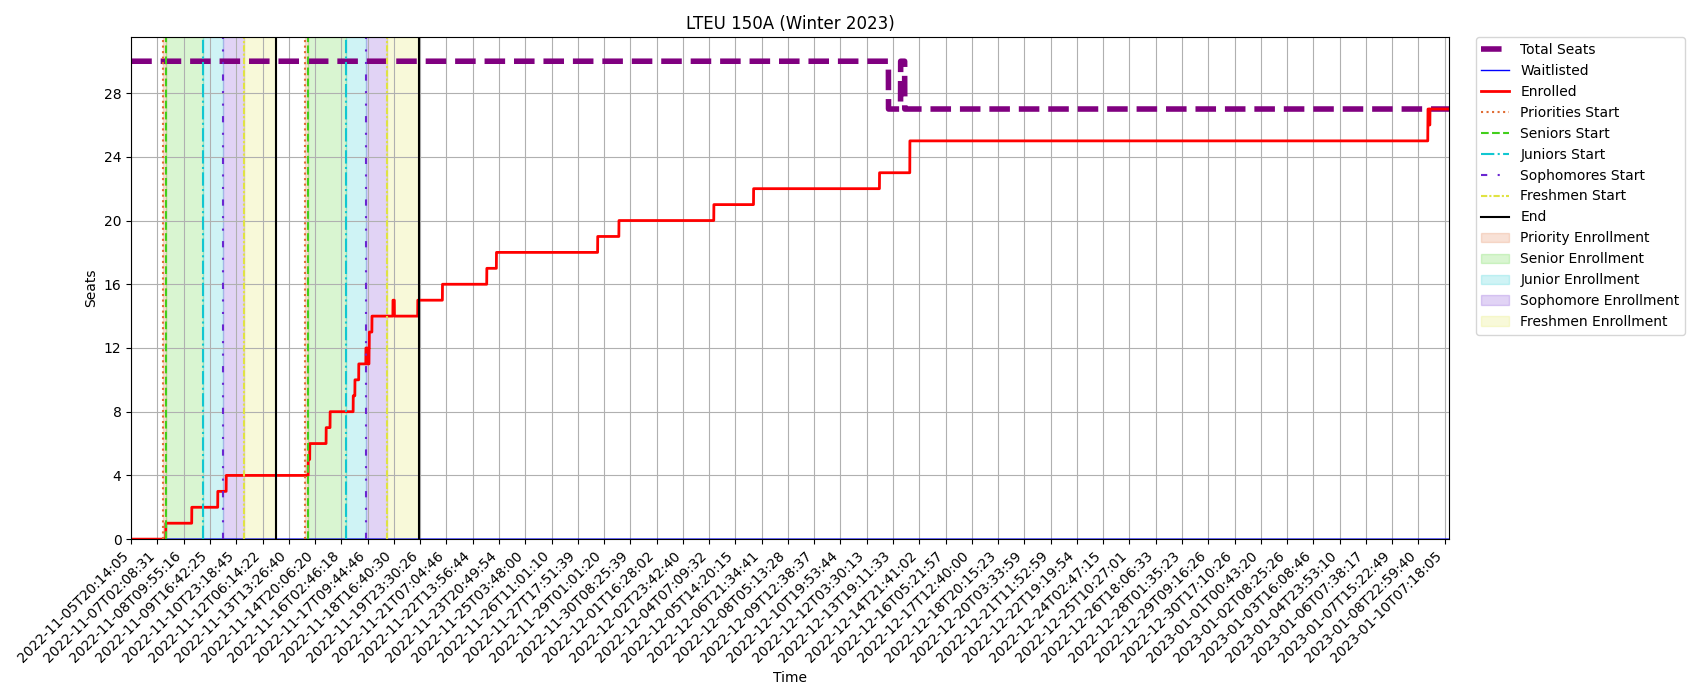 LTEU 150A (Winter 2023)
Seats
28
24
20
16
12
8
4
0
2022-11-05T20:14:05
2022-11-07T02:08:31
2022-11-08T09:55:16
2022-11-09T16:42:25
2022-11-10T23:18:45
2022-11-12T06:14:22
2022-11-13T13:26:40
2022-11-14T20:06:20
2022-11-16T02:46:18
2022-11-17T09:44:46
2022-11-18T16:40:30
2022-11-19T23:30:26
2022-11-21T07:04:46
2022-11-22T13:56:44
2022-11-23T20:49:54
2022-11-25T03:48:00
2022-11-26T11:01:10
2022-11-27T17:51:39
2022-11-29T01:01:20
2022-11-30T08:25:39
2022-12-01T16:28:02
2022-12-02T23:42:40
2022-12-04T07:09:32
2022-12-05T14:20:15
2022-12-06T21:34:41
2022-12-08T05:13:28
2022-12-09T12:38:37
2022-12-10T19:53:44
2022-12-12T03:30:13
2022-12-13T19:11:33
2022-12-14T21:41:02
2022-12-16T05:21:57
2022-12-17T12:40:00
2022-12-18T20:15:23
2022-12-20T03:33:59
2022-12-21T11:52:59
2022-12-22T19:19:54
2022-12-24T02:47:15
2022-12-25T10:27:01
2022-12-26T18:06:33
2022-12-28T01:35:23
2022-12-29T09:16:26
2022-12-30T17:10:26
2023-01-01T00:43:20
2023-01-02T08:25:26
2023-01-03T16:08:46
2023-01-04T23:53:10
2023-01-06T07:38:17
2023-01-07T15:22:49
2023-01-08T22:59:40
2023-01-10T07:18:05
Time
Total Seats
Waitlisted
Enrolled
Priorities Start
Seniors Start
Juniors Start
Sophomores Start
Freshmen Start
End
Priority Enrollment
Senior Enrollment
Junior Enrollment
Sophomore Enrollment
Freshmen Enrollment